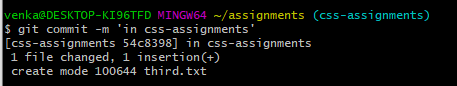 venka@DESKTOP-KI96TFD MINGW64 ~/assignments (css-assignments)
$ git commit -m 'in css-assignments'
[css-assignments 54c8398] in css-assignments
 1 file changed, 1 insertion(+)
 create mode 100644 third.txt